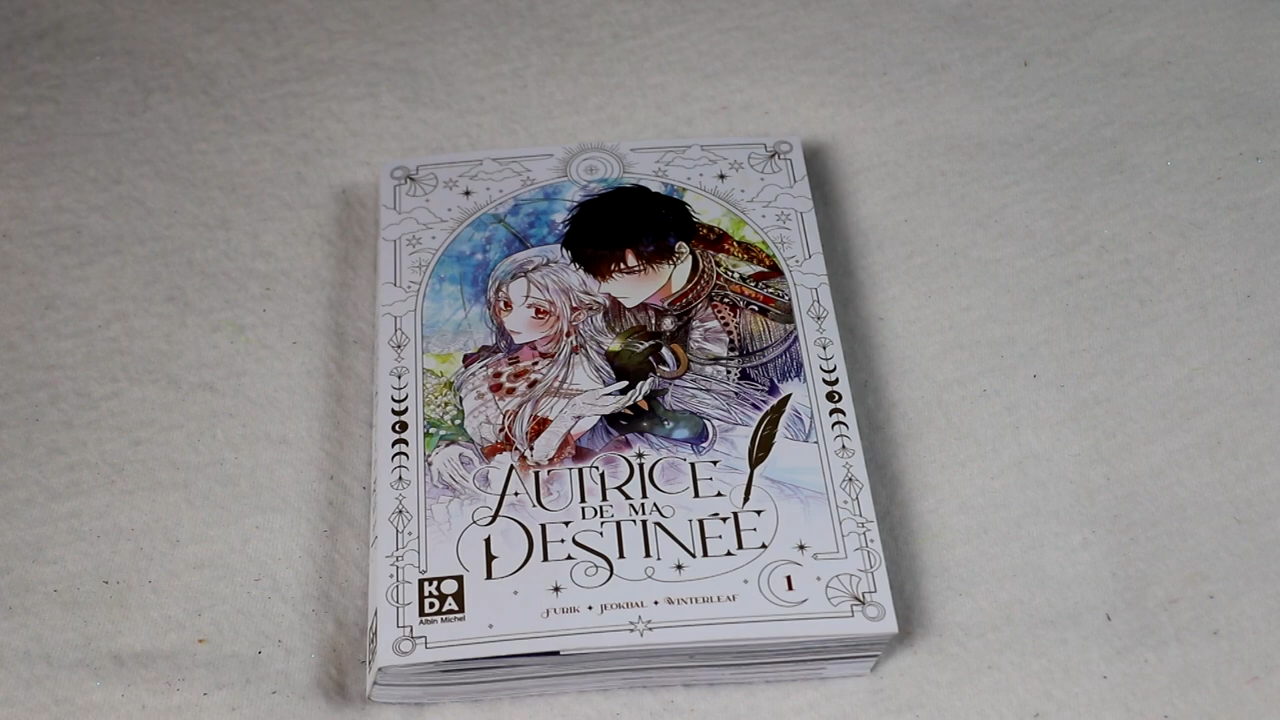 AUTRICE
DE MA
DESTINÉE
1
KO
DA
Albin Michel
FURIK ✦ JEOKBAL ✦ WINTERLEAF